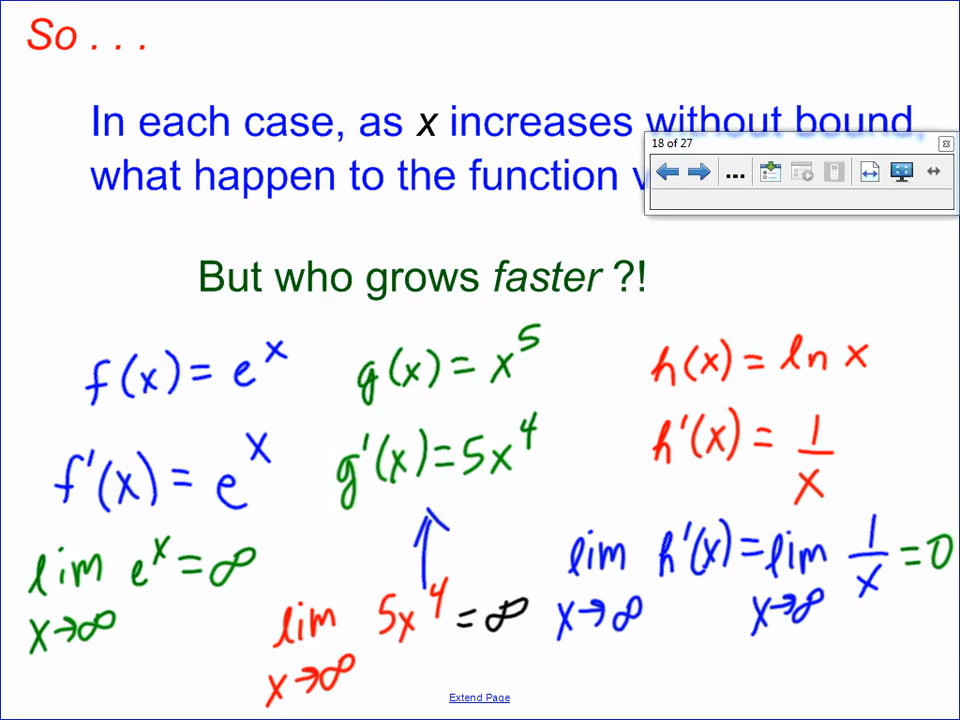 So . . .
In each case, as x increases without bound,
what happen to the function
18 of 27
But who grows faster ?!
f(x) = e^x g(x) = x^5 h(x) = ln x
f'(x) = e^x g'(x) = 5x^4 h'(x) = 1/x
lim x→∞ e^x = ∞ lim x→∞ 5x^4 = ∞ lim x→∞ h'(x) = lim x→∞ 1/x = 0
Extend Page